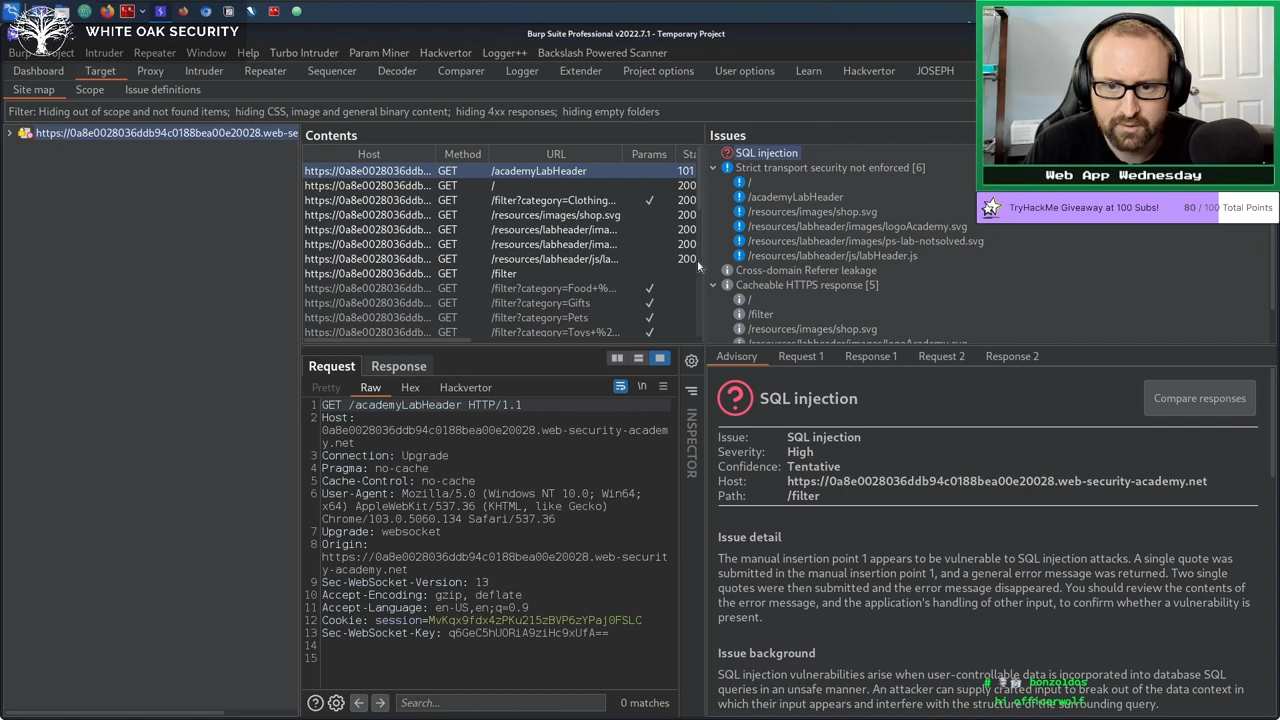 WHITE OAK SECURITY
Burp Suite Professional v2022.7.1 - Temporary Project
Burp Project Intruder Repeater Window Help Turbo Intruder Param Miner Hackvertor Logger++ Backslash Powered Scanner
Dashboard Target Proxy Intruder Repeater Sequencer Decoder Comparer Logger Extender Project options User options Learn Hackvertor JOSEPH
Site map Scope Issue definitions
Filter: Hiding out of scope and not found items; hiding CSS, image and general binary content; hiding 4xx responses; hiding empty folders
https://0a8e0028036ddb94c0188bea00e20028.web-se
Contents
Host Method URL Params Sta
https://0a8e0028036ddb... GET /academyLabHeader 101
https://0a8e0028036ddb... GET / 200
https://0a8e0028036ddb... GET /filter?category=Clothing... ✓ 200
https://0a8e0028036ddb... GET /resources/images/shop.svg 200
https://0a8e0028036ddb... GET /resources/labheader/ima... 200
https://0a8e0028036ddb... GET /resources/labheader/ima... 200
https://0a8e0028036ddb... GET /resources/labheader/js/la... 200
https://0a8e0028036ddb... GET /filter
https://0a8e0028036ddb... GET /filter?category=Food+%... ✓
https://0a8e0028036ddb... GET /filter?category=Gifts ✓
https://0a8e0028036ddb... GET /filter?category=Pets ✓
https://0a8e0028036ddb... GET /filter?category=Toys+%2... ✓
Issues
SQL injection
Strict transport security not enforced [6]
/
/academyLabHeader
/resources/images/shop.svg
/resources/labheader/images/logoAcademy.svg
/resources/labheader/images/ps-lab-notsolved.svg
/resources/labheader/js/labHeader.js
Cross-domain Referer leakage
Cacheable HTTPS response [5]
/
/filter
/resources/images/shop.svg
/resources/labheader/images/logoAcademy.svg
Web App Wednesday
TryHackMe Giveaway at 100 Subs! 80 / 100 Total Points
Request Response
Pretty Raw Hex Hackvertor
\n
1 GET /academyLabHeader HTTP/1.1
2 Host:
0a8e0028036ddb94c0188bea00e20028.web-security-academ
y.net
3 Connection: Upgrade
4 Pragma: no-cache
5 Cache-Control: no-cache
6 User-Agent: Mozilla/5.0 (Windows NT 10.0; Win64;
x64) AppleWebKit/537.36 (KHTML, like Gecko)
Chrome/103.0.5060.134 Safari/537.36
7 Upgrade: websocket
8 Origin:
https://0a8e0028036ddb94c0188bea00e20028.web-securit
y-academy.net
9 Sec-WebSocket-Version: 13
10 Accept-Encoding: gzip, deflate
11 Accept-Language: en-US,en;q=0.9
12 Cookie: session=MvKqx9fdx4zPKu215zBVP6zYPaj0FSLC
13 Sec-WebSocket-Key: q6GeC5hUORiA9ziHc9xUfA==
14
15
Search... 0 matches
INSPECTOR
Advisory Request 1 Response 1 Request 2 Response 2
SQL injection
Compare responses
Issue: SQL injection
Severity: High
Confidence: Tentative
Host: https://0a8e0028036ddb94c0188bea00e20028.web-security-academy.net
Path: /filter
Issue detail
The manual insertion point 1 appears to be vulnerable to SQL injection attacks. A single quote was
submitted in the manual insertion point 1, and a general error message was returned. Two single
quotes were then submitted and the error message disappeared. You should review the contents of
the error message, and the application's handling of other input, to confirm whether a vulnerability is
present.
Issue background
SQL injection vulnerabilities arise when user-controllable data is incorporated into database SQL
queries in an unsafe manner. An attacker can supply crafted input to break out of the data context in
which their input appears and interfere with the structure of the surrounding query.
# bonzoldas
hi officerwolf